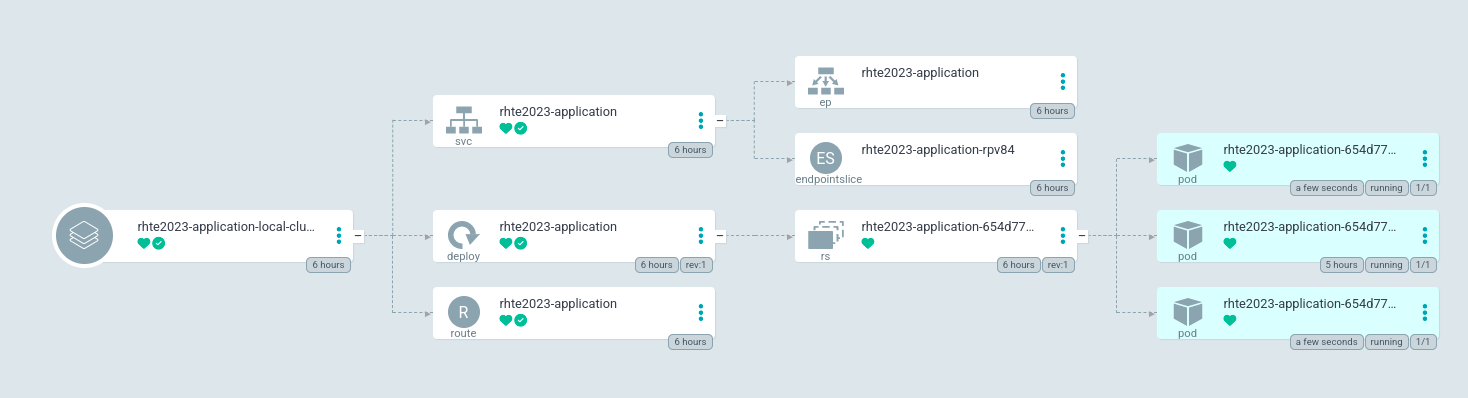 rhte2023-application-local-clu...
6 hours
rhte2023-application
svc
6 hours
rhte2023-application
deploy
6 hours rev:1
rhte2023-application
R
route
6 hours
rhte2023-application
ep
6 hours
ES
rhte2023-application-rpv84
endpointslice
6 hours
rhte2023-application-654d77...
rs
6 hours rev:1
rhte2023-application-654d77...
pod
a few seconds running 1/1
rhte2023-application-654d77...
pod
5 hours running 1/1
rhte2023-application-654d77...
pod
a few seconds running 1/1